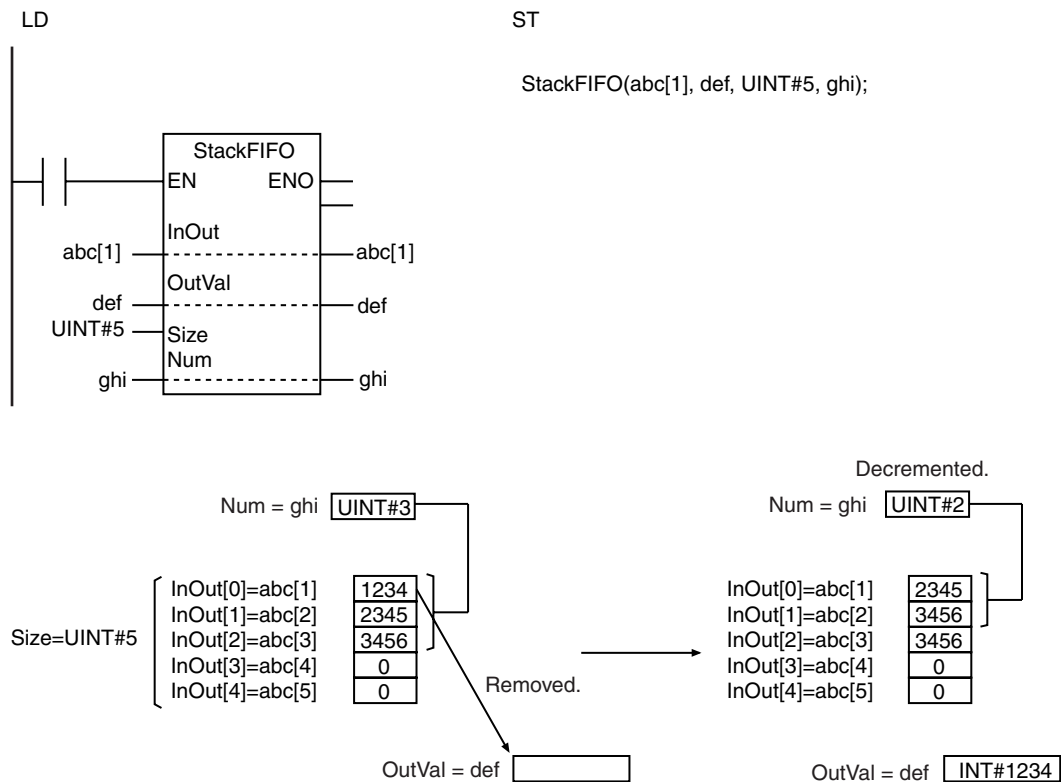 LD
ST
StackFIFO(abc[1], def, UINT#5, ghi);
StackFIFO
EN ENO
InOut
abc[1] abc[1]
OutVal
def def
UINT#5 Size
Num
ghi ghi
Decremented.
Num = ghi UINT#3
Num = ghi UINT#2
Size=UINT#5
InOut[0]=abc[1] 1234
InOut[1]=abc[2] 2345
InOut[2]=abc[3] 3456
InOut[3]=abc[4] 0
InOut[4]=abc[5] 0
Removed.
OutVal = def
InOut[0]=abc[1] 2345
InOut[1]=abc[2] 3456
InOut[2]=abc[3] 3456
InOut[3]=abc[4] 0
InOut[4]=abc[5] 0
OutVal = def INT#1234